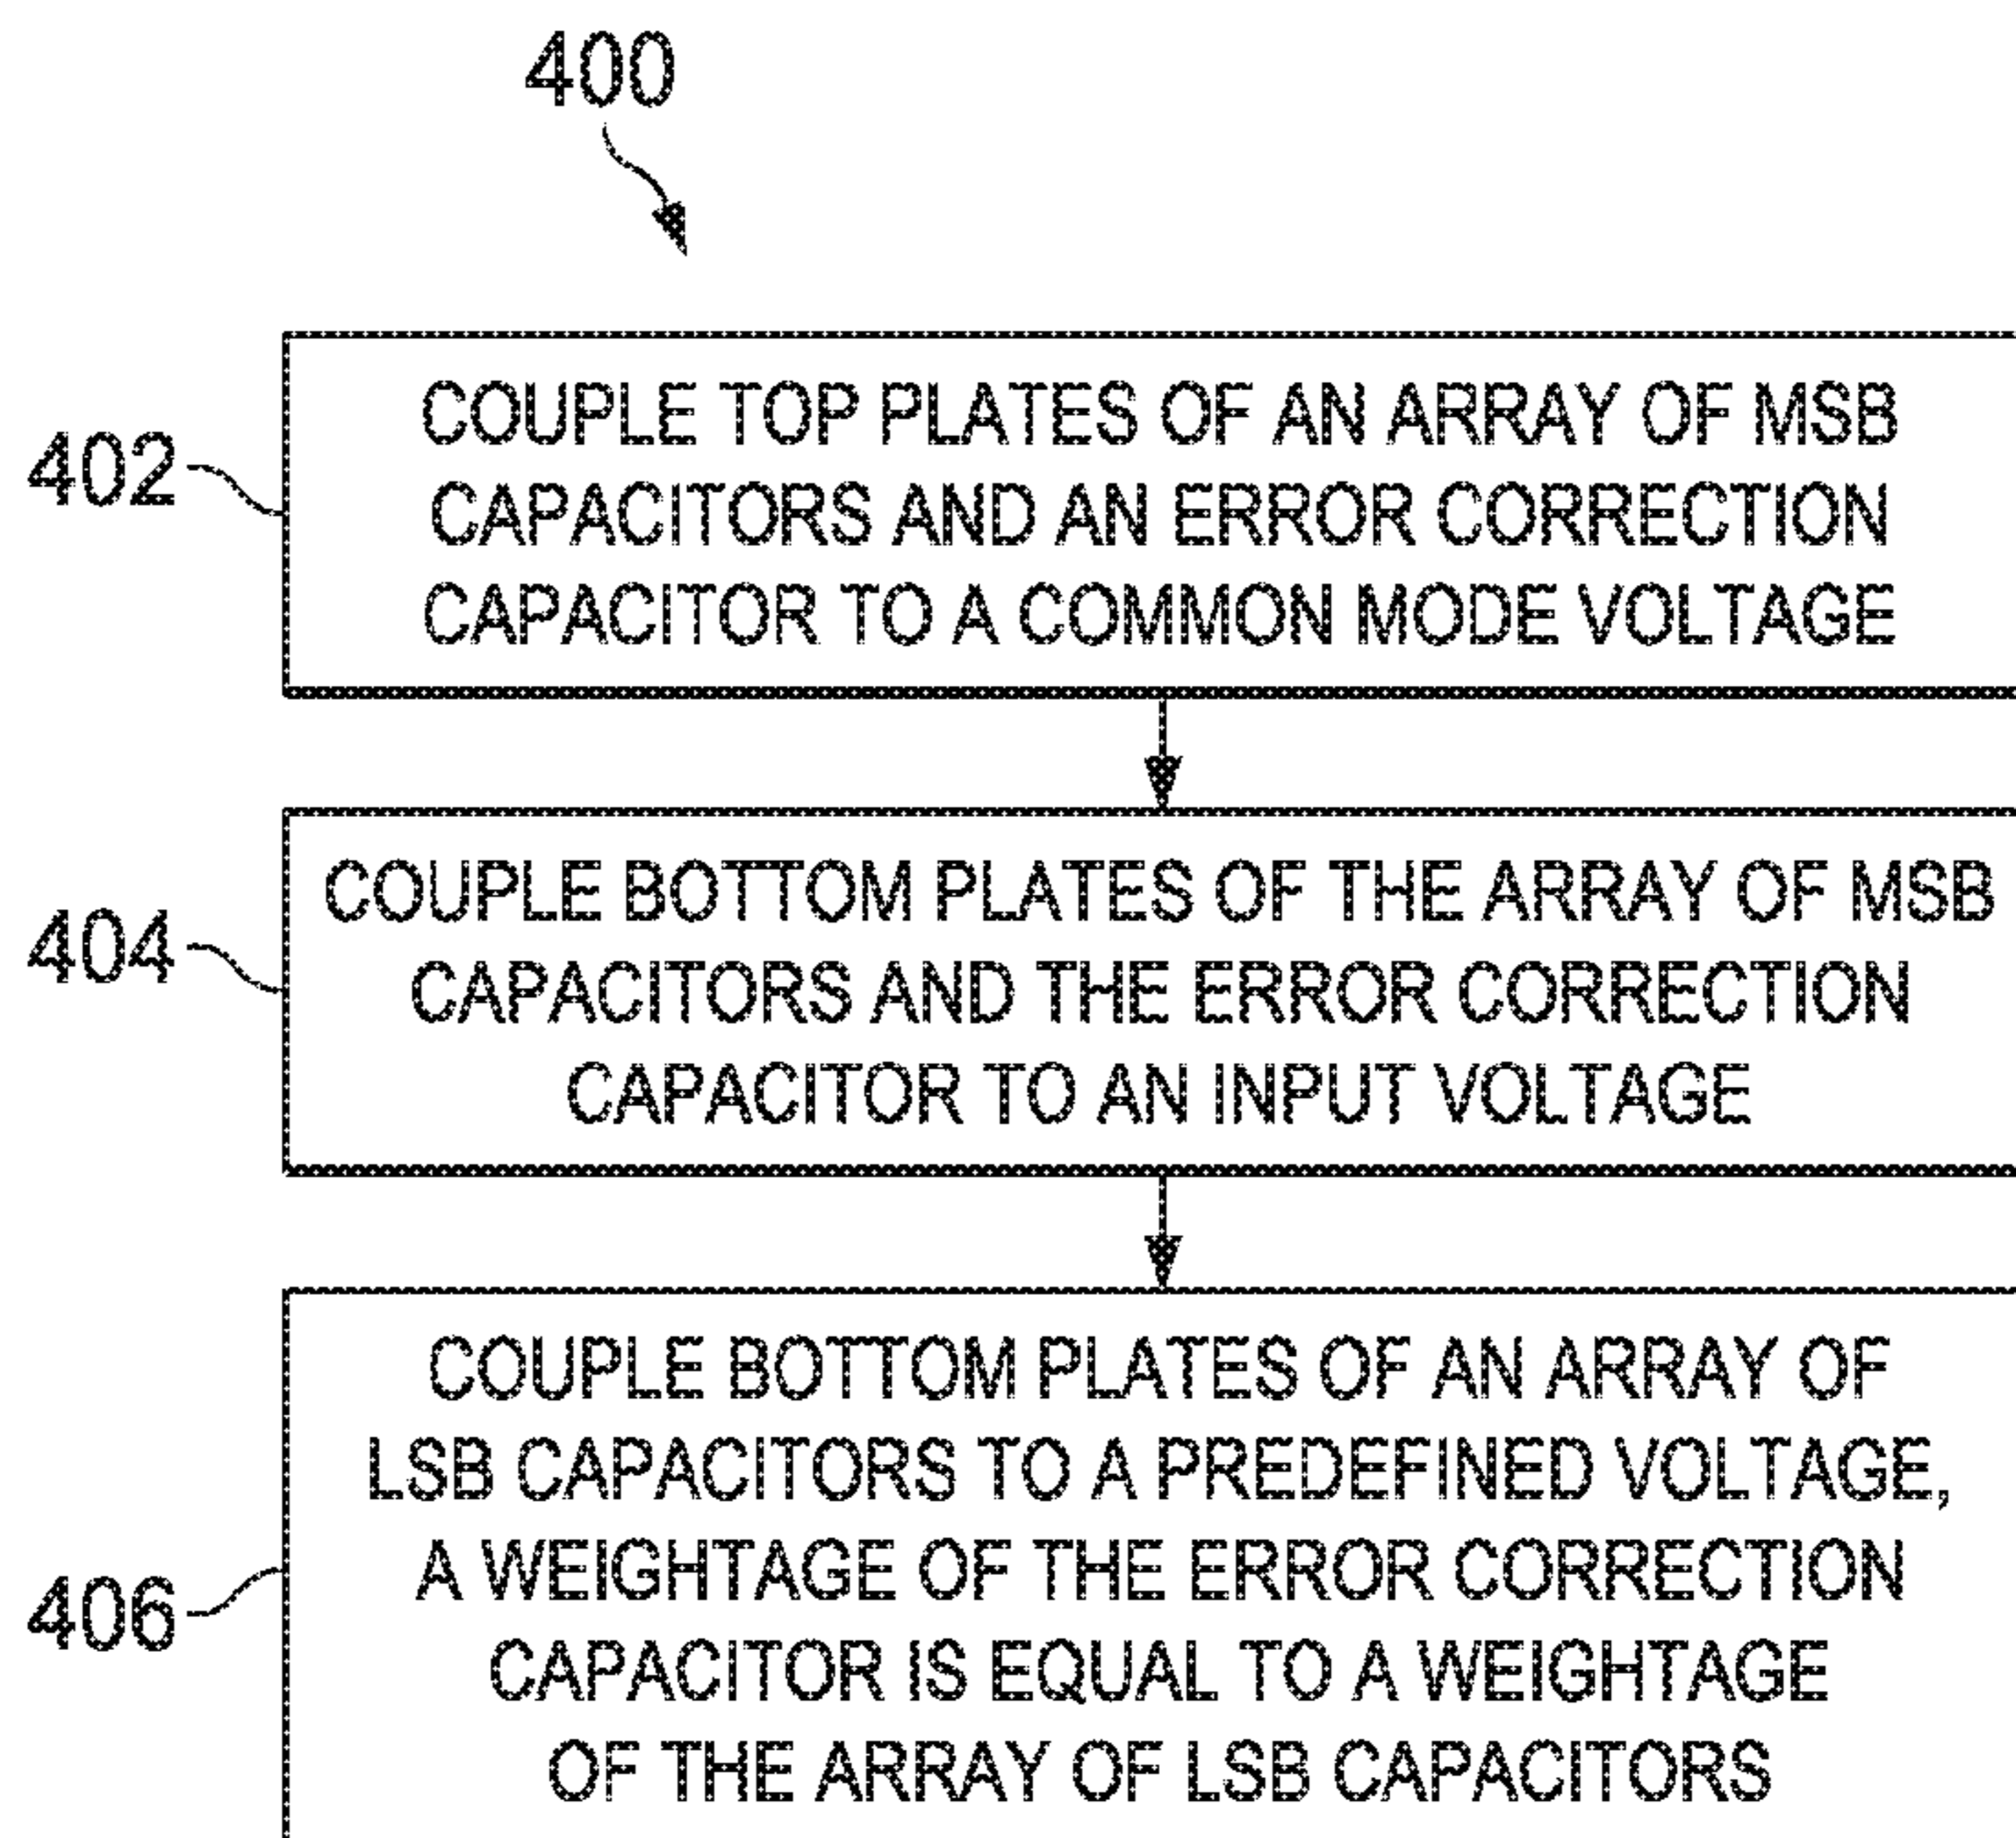 400
402
COUPLE TOP PLATES OF AN ARRAY OF MSB
CAPACITORS AND AN ERROR CORRECTION
CAPACITOR TO A COMMON MODE VOLTAGE
404
COUPLE BOTTOM PLATES OF THE ARRAY OF MSB
CAPACITORS AND THE ERROR CORRECTION
CAPACITOR TO AN INPUT VOLTAGE
406
COUPLE BOTTOM PLATES OF AN ARRAY OF
LSB CAPACITORS TO A PREDEFINED VOLTAGE,
A WEIGHTAGE OF THE ERROR CORRECTION
CAPACITOR IS EQUAL TO A WEIGHTAGE
OF THE ARRAY OF LSB CAPACITORS